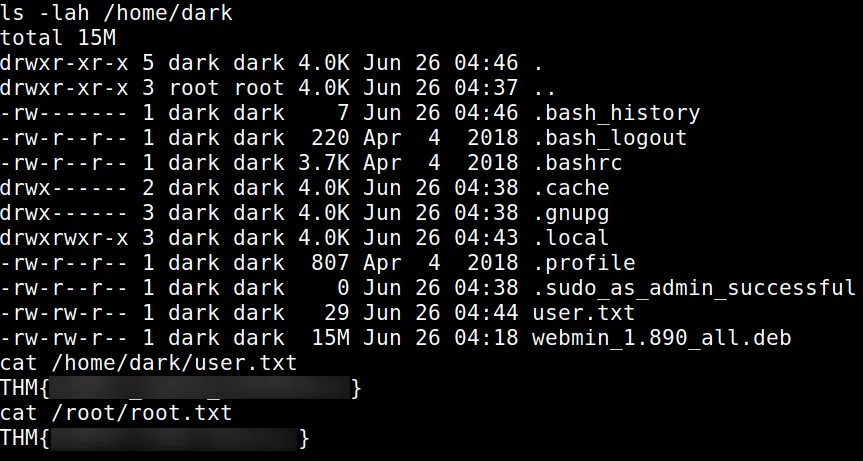 ls -lah /home/dark
total 15M
drwxr-xr-x 5 dark dark 4.0K Jun 26 04:46 .
drwxr-xr-x 3 root root 4.0K Jun 26 04:37 ..
-rw------- 1 dark dark    7 Jun 26 04:46 .bash_history
-rw-r--r-- 1 dark dark  220 Apr  4  2018 .bash_logout
-rw-r--r-- 1 dark dark 3.7K Apr  4  2018 .bashrc
drwx------ 2 dark dark 4.0K Jun 26 04:38 .cache
drwx------ 3 dark dark 4.0K Jun 26 04:38 .gnupg
drwxrwxr-x 3 dark dark 4.0K Jun 26 04:43 .local
-rw-r--r-- 1 dark dark  807 Apr  4  2018 .profile
-rw-r--r-- 1 dark dark    0 Jun 26 04:38 .sudo_as_admin_successful
-rw-rw-r-- 1 dark dark   29 Jun 26 04:44 user.txt
-rw-rw-r-- 1 dark dark  15M Jun 26 04:18 webmin_1.890_all.deb
cat /home/dark/user.txt
THM{ }
cat /root/root.txt
THM{ }